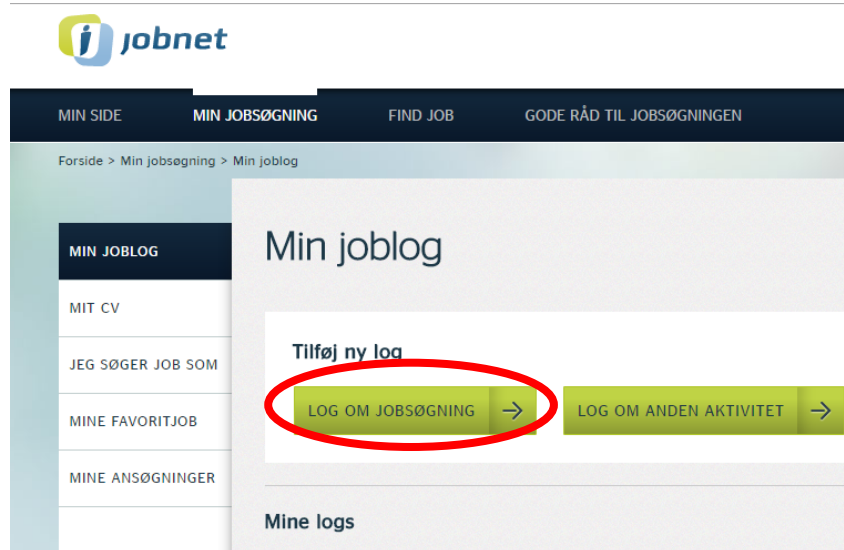 jobnet
MIN SIDE MIN JOBSØGNING FIND JOB GODE RÅD TIL JOBSØGNINGEN
Forside > Min jobsøgning > Min joblog
MIN JOBLOG
MIT CV
JEG SØGER JOB SOM
MINE FAVORITJOB
MINE ANSØGNINGER
Min joblog
Tilføj ny log
LOG OM JOBSØGNING → LOG OM ANDEN AKTIVITET →
Mine logs